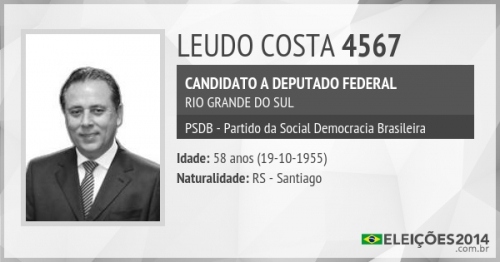 LEUDO COSTA 4567
CANDIDATO A DEPUTADO FEDERAL
RIO GRANDE DO SUL
PSDB - Partido da Social Democracia Brasileira
Idade: 58 anos (19-10-1955)
Naturalidade: RS - Santiago
ELEIÇÕES2014
.com.br